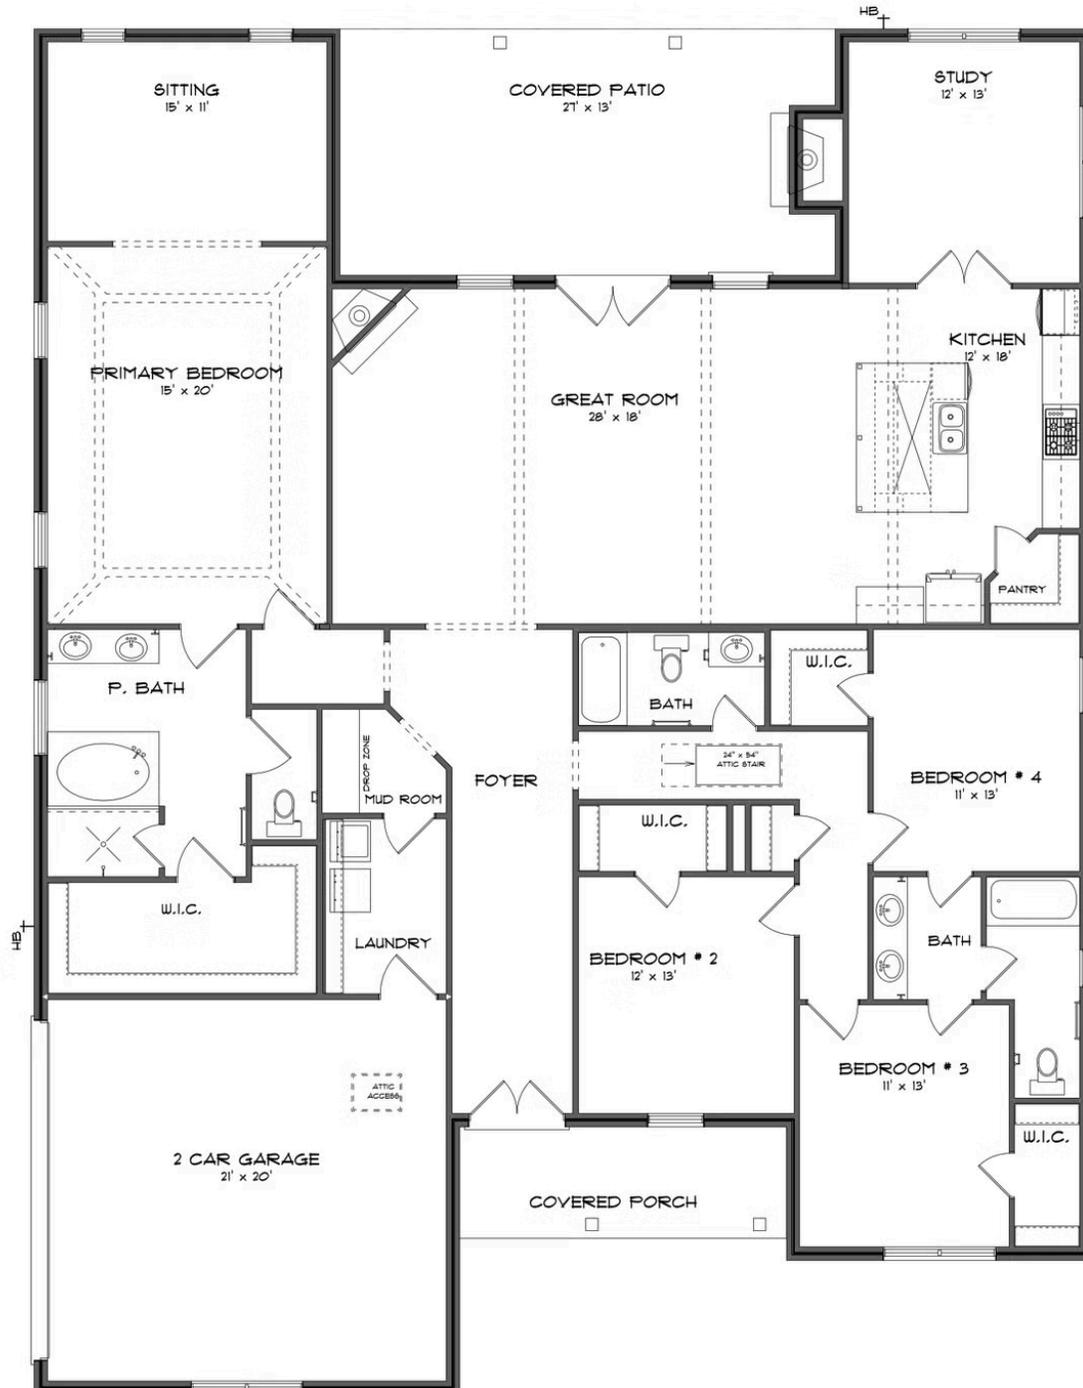 HB
SITTING
15' x 11'
COVERED PATIO
27' x 13'
STUDY
12' x 13'
PRIMARY BEDROOM
15' x 20'
GREAT ROOM
28' x 18'
KITCHEN
12' x 18'
PANTRY
P. BATH
BATH
W.I.C.
DROP ZONE
MUD ROOM
FOYER
24" x 54"
ATTIC STAIR
BEDROOM # 4
11' x 13'
W.I.C.
W.I.C.
HB
LAUNDRY
BEDROOM # 2
12' x 13'
BATH
BEDROOM # 3
11' x 13'
ATTIC
ACCESS
2 CAR GARAGE
21' x 20'
W.I.C.
COVERED PORCH